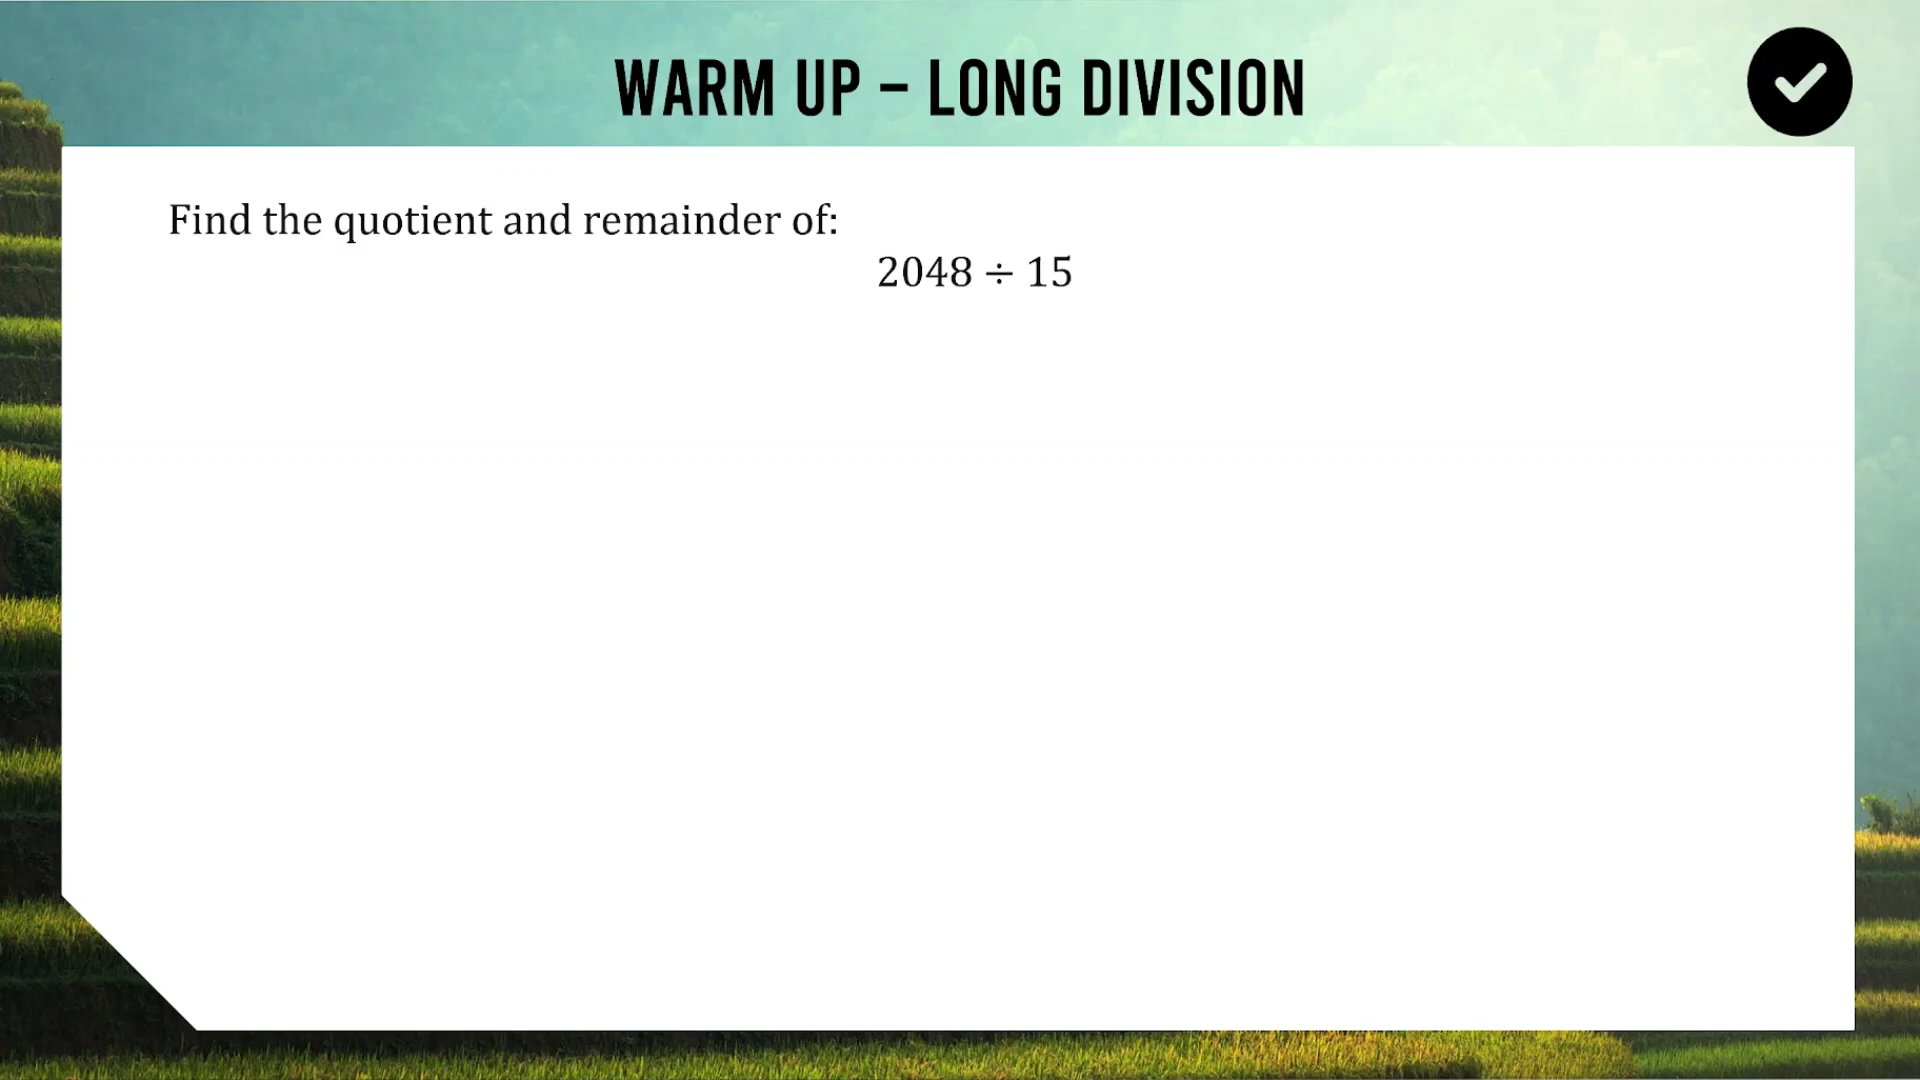 WARM UP – LONG DIVISION
Find the quotient and remainder of:
2048 ÷ 15